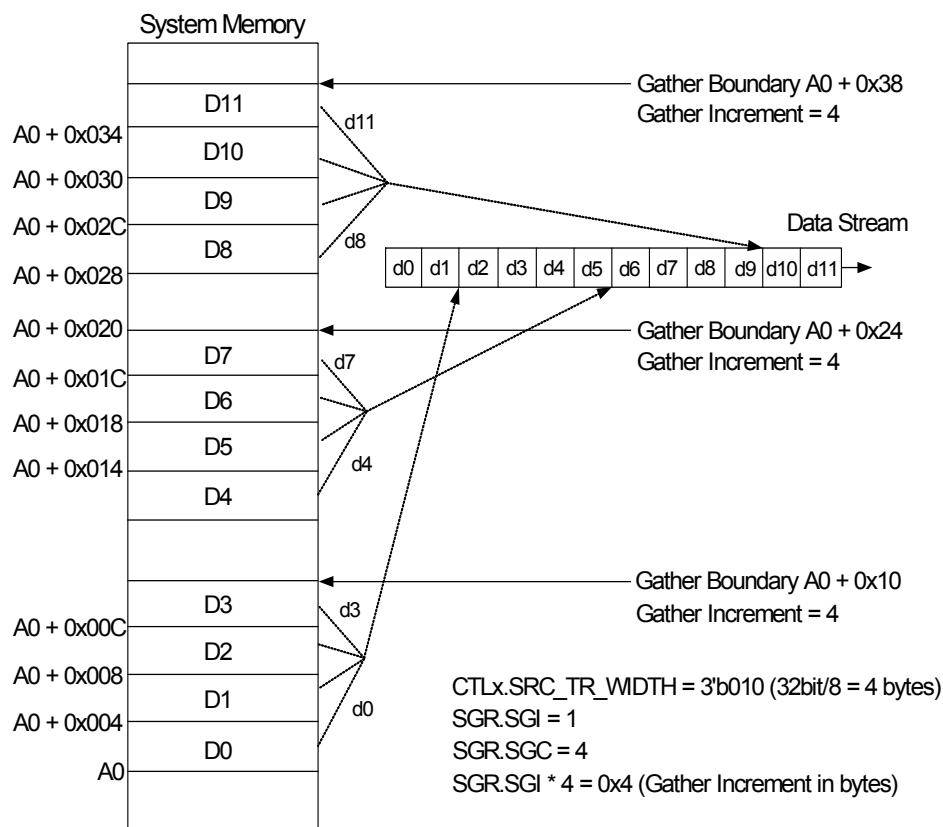 System Memory
Gather Boundary A0 + 0x38
Gather Increment = 4
D11
d11
A0 + 0x034
D10
A0 + 0x030
D9
A0 + 0x02C
D8
d8
A0 + 0x028
Data Stream
d0 d1 d2 d3 d4 d5 d6 d7 d8 d9 d10 d11
A0 + 0x020
Gather Boundary A0 + 0x24
Gather Increment = 4
D7
d7
A0 + 0x01C
D6
A0 + 0x018
D5
A0 + 0x014
d4
D4
Gather Boundary A0 + 0x10
Gather Increment = 4
D3
d3
A0 + 0x00C
D2
A0 + 0x008
D1
d0
A0 + 0x004
D0
A0
CTLx.SRC_TR_WIDTH = 3'b010 (32bit/8 = 4 bytes)
SGR.SGI = 1
SGR.SGC = 4
SGR.SGI * 4 = 0x4 (Gather Increment in bytes)